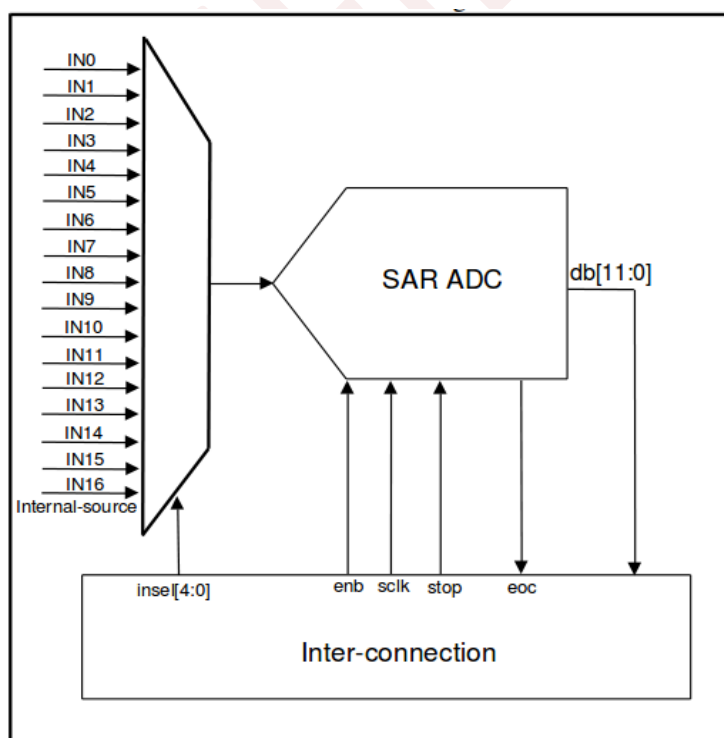 IN0
IN1
IN2
IN3
IN4
IN5
IN6
IN7
IN8
IN9
IN10
IN11
IN12
IN13
IN14
IN15
IN16
Internal-source
SAR ADC
db[11:0]
insel[4:0]
enb
sclk
stop
eoc
Inter-connection